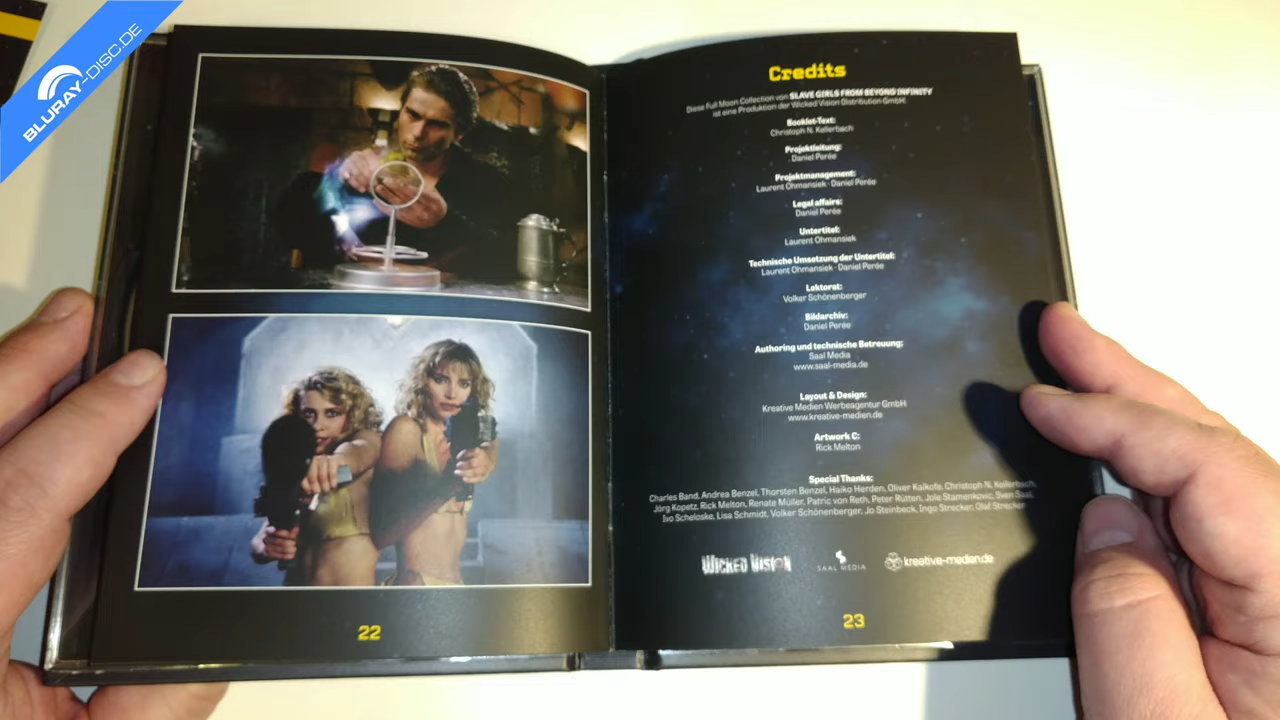 BLURAY-DISC.DE
Credits
Diese Full Moon Collection von SLAVE GIRLS FROM BEYOND INFINITY
ist eine Produktion der Wicked Vision Distribution GmbH.
Booklet-Text:
Christoph N. Kellerbach
Projektleitung:
Daniel Perée
Projektmanagement:
Laurent Ohmansiek · Daniel Perée
Legal affairs:
Daniel Perée
Untertitel:
Laurent Ohmansiek
Technische Umsetzung der Untertitel:
Laurent Ohmansiek · Daniel Perée
Lektorat:
Volker Schönenberger
Bildarchiv:
Daniel Perée
Authoring und technische Betreuung:
Saal Media
www.saal-media.de
Layout & Design:
Kreative Medien Werbeagentur GmbH
www.kreative-medien.de
Artwork C:
Rick Melton
Special Thanks:
Charles Band, Andrea Benzel, Thorsten Benzel, Haiko Herden, Oliver Kalkofe, Christoph N. Kellerbach,
Jörg Kopetz, Rick Melton, Renate Müller, Patric von Reth, Peter Rütten, Jole Stamenkovic, Sven Saal,
Ivo Scheloske, Lisa Schmidt, Volker Schönenberger, Jo Steinbeck, Ingo Strecker, Olaf Strecker
WICKED VISION
SAAL MEDIA
kreative-medien.de
22
23